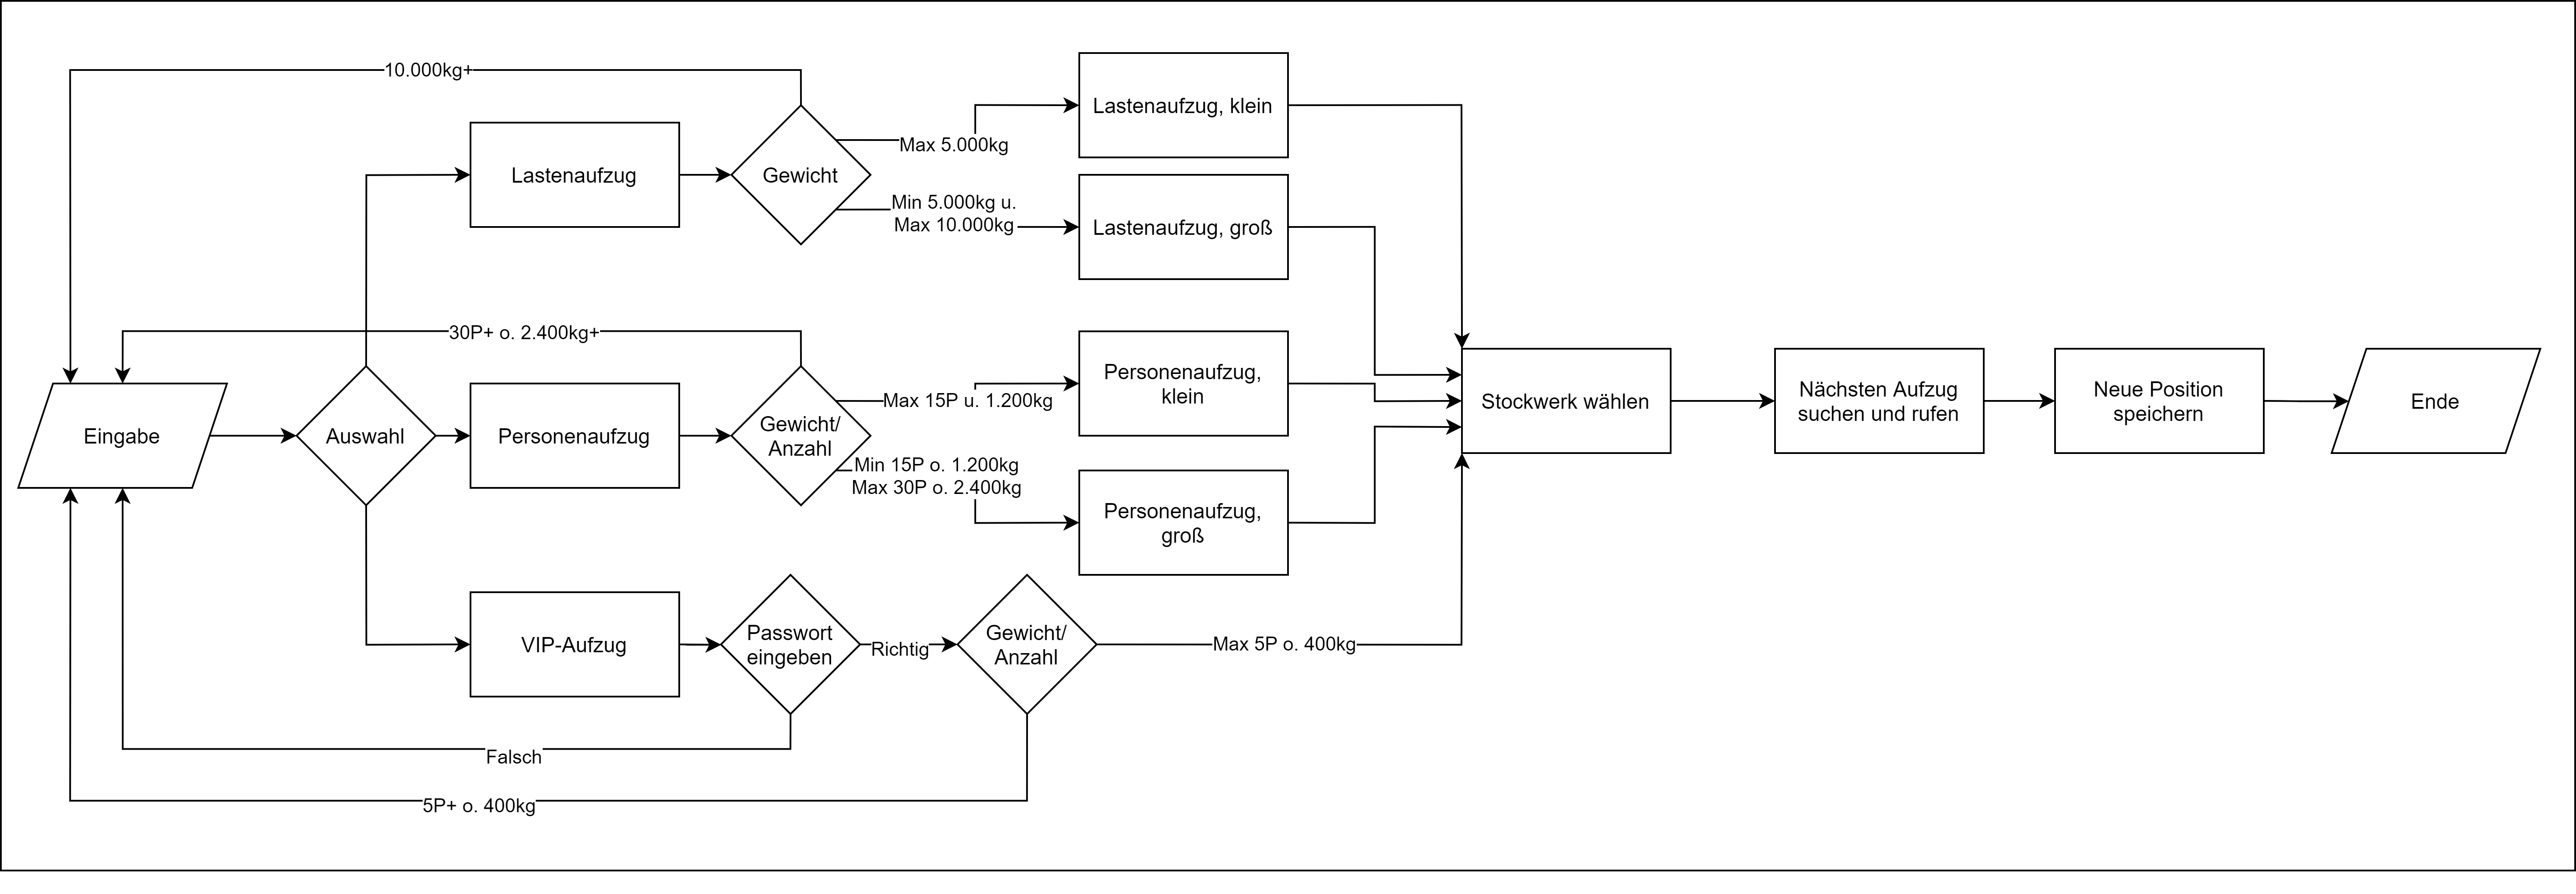 10.000kg+
Lastenaufzug, klein
Max 5.000kg
Lastenaufzug
Gewicht
Min 5.000kg u.
Max 10.000kg
Lastenaufzug, groß
30P+ o. 2.400kg+
Eingabe
Auswahl
Personenaufzug
Gewicht/
Anzahl
Max 15P u. 1.200kg
Personenaufzug,
klein
Min 15P o. 1.200kg
Max 30P o. 2.400kg
Personenaufzug,
groß
Stockwerk wählen
Nächsten Aufzug
suchen und rufen
Neue Position
speichern
Ende
VIP-Aufzug
Passwort
eingeben
Richtig
Gewicht/
Anzahl
Max 5P o. 400kg
Falsch
5P+ o. 400kg